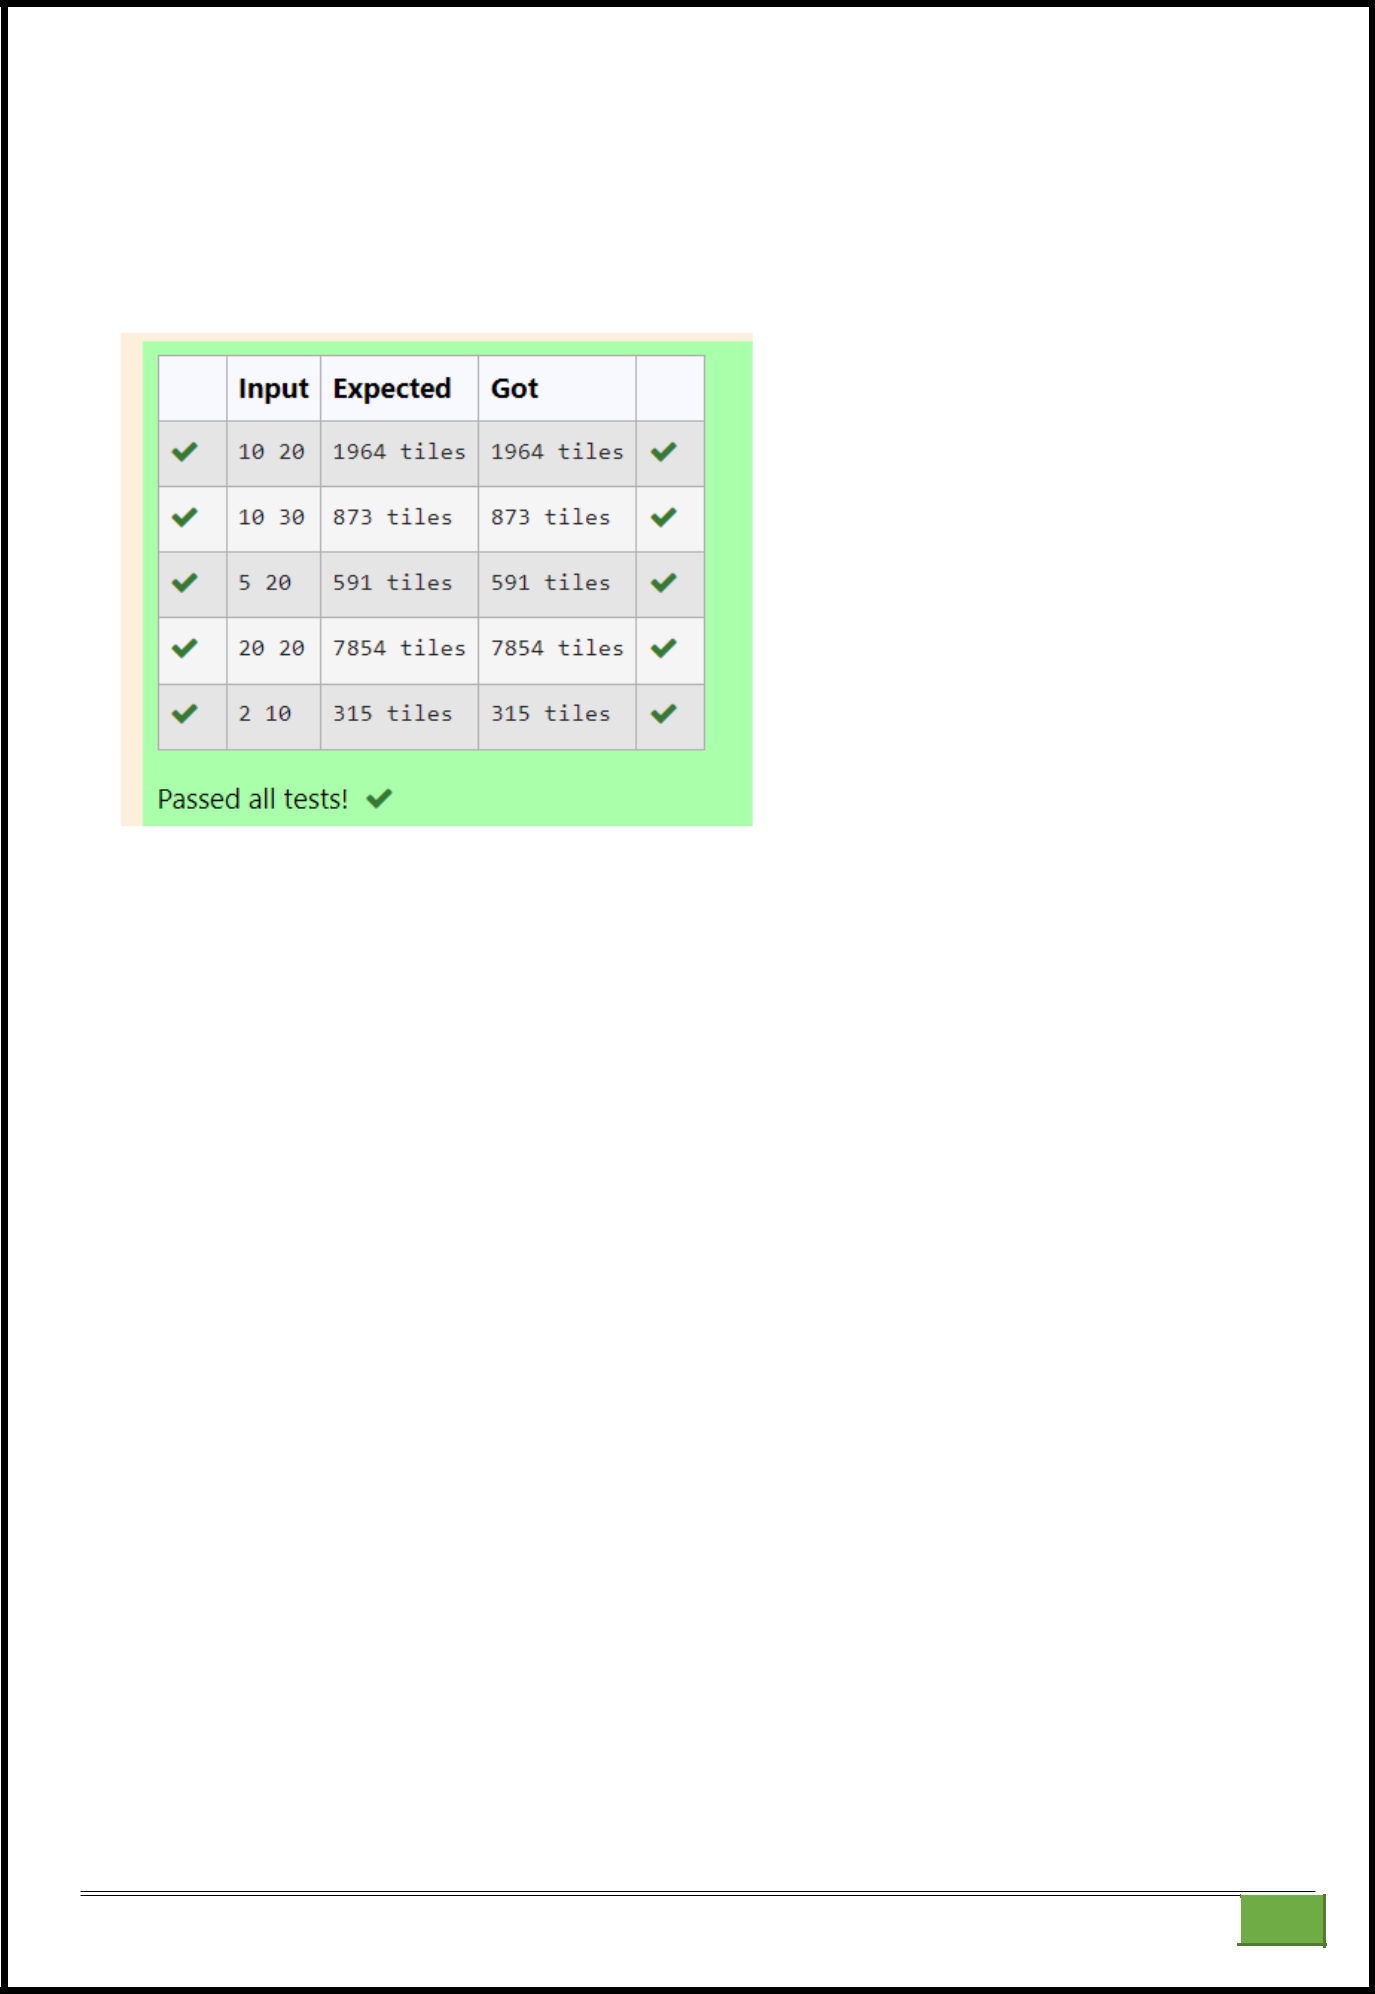 Input Expected Got
10 20 1964 tiles 1964 tiles
10 30 873 tiles 873 tiles
5 20 591 tiles 591 tiles
20 20 7854 tiles 7854 tiles
2 10 315 tiles 315 tiles
Passed all tests!